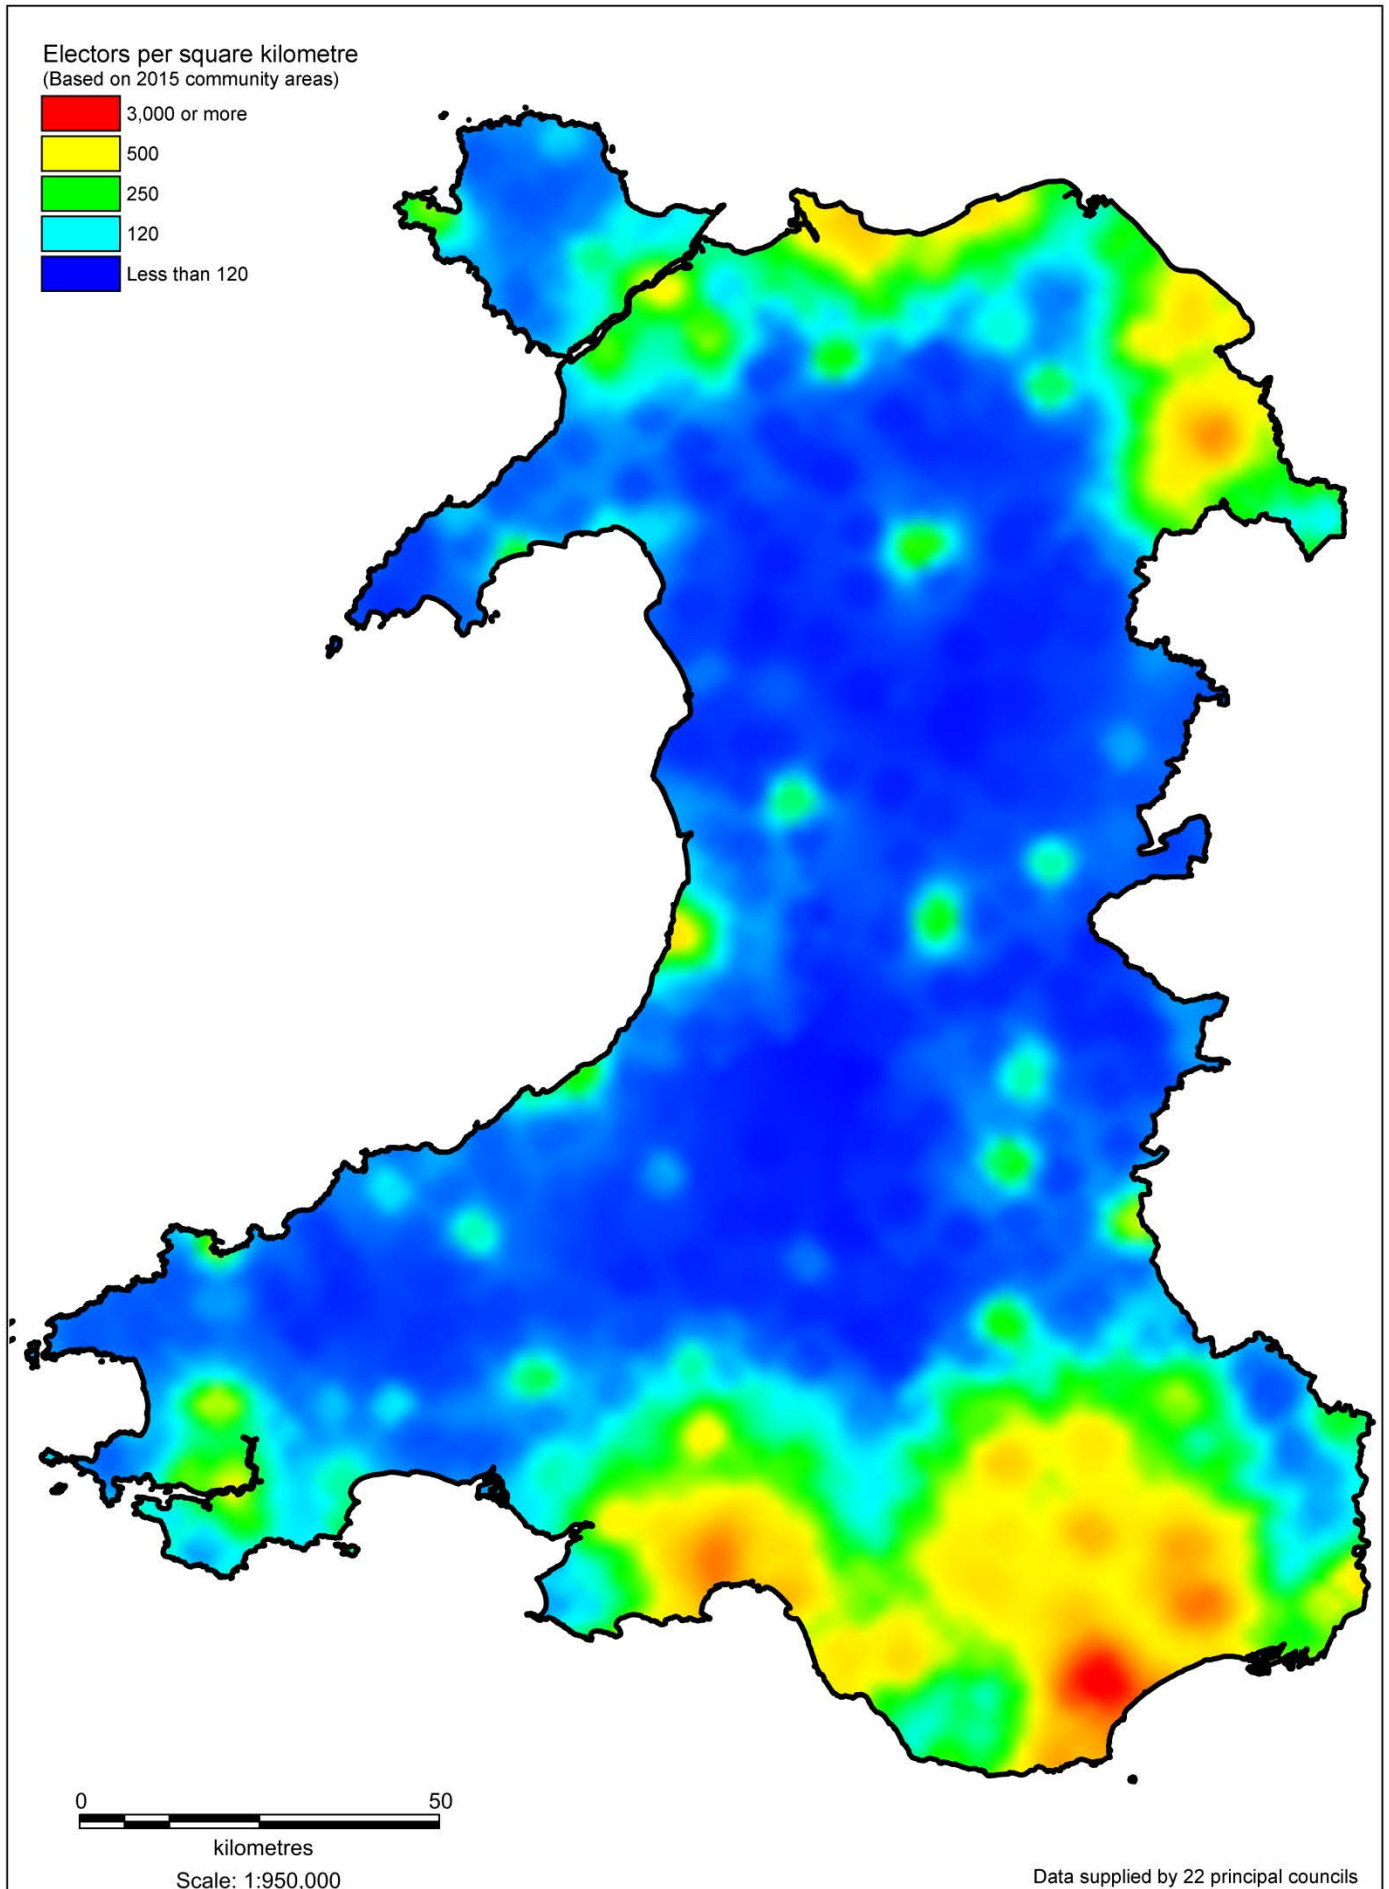 Electors per square kilometre
(Based on 2015 community areas)
3,000 or more
500
250
120
Less than 120
0 50
kilometres
Scale: 1:950,000
Data supplied by 22 principal councils